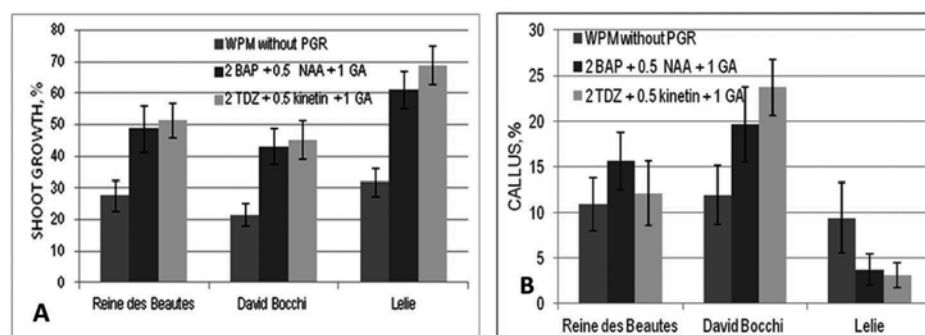 SHOOT GROWTH, %
80
70
60
50
40
30
20
10
0
WPM without PGR
2 BAP + 0.5 NAA + 1 GA
2 TDZ + 0.5 kinetin + 1 GA
A
Reine des Beautes David Bocchi Lelie
CALLUS, %
30
25
20
15
10
5
0
WPM without PGR
2 BAP + 0.5 NAA + 1 GA
2 TDZ + 0.5 kinetin + 1 GA
B
Reine des Beautes David Bocchi Lelie